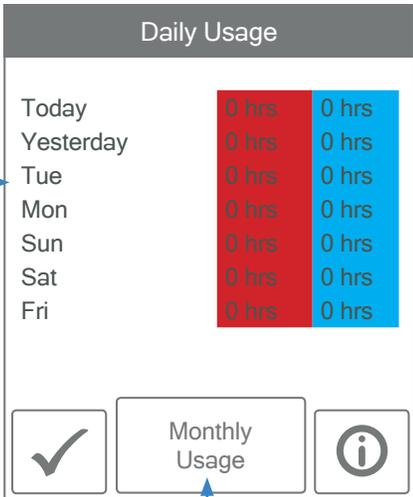 Daily Usage
Today 0 hrs 0 hrs
Yesterday 0 hrs 0 hrs
Tue 0 hrs 0 hrs
Mon 0 hrs 0 hrs
Sun 0 hrs 0 hrs
Sat 0 hrs 0 hrs
Fri 0 hrs 0 hrs
Monthly
Usage